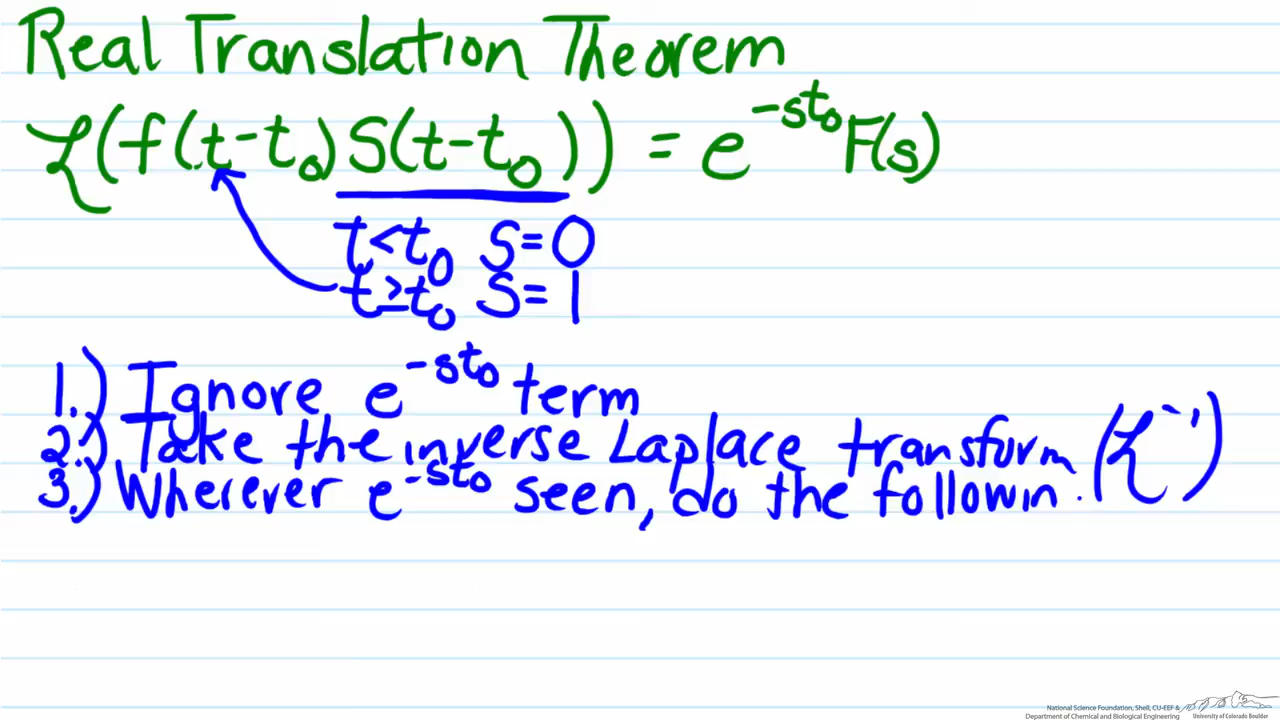 Real Translation Theorem
ℒ(f(t-t₀)S(t-t₀)) = e^{-st₀}F(s)
t<t₀ S=0
t≥t₀ S=1
1.) Ignore e^{-st₀} term
2.) Take the inverse Laplace transform (ℒ⁻¹)
3.) Wherever e^{-st₀} seen, do the followin.
National Science Foundation, Shell, CU-EEF &
Department of Chemical and Biological Engineering
University of Colorado Boulder